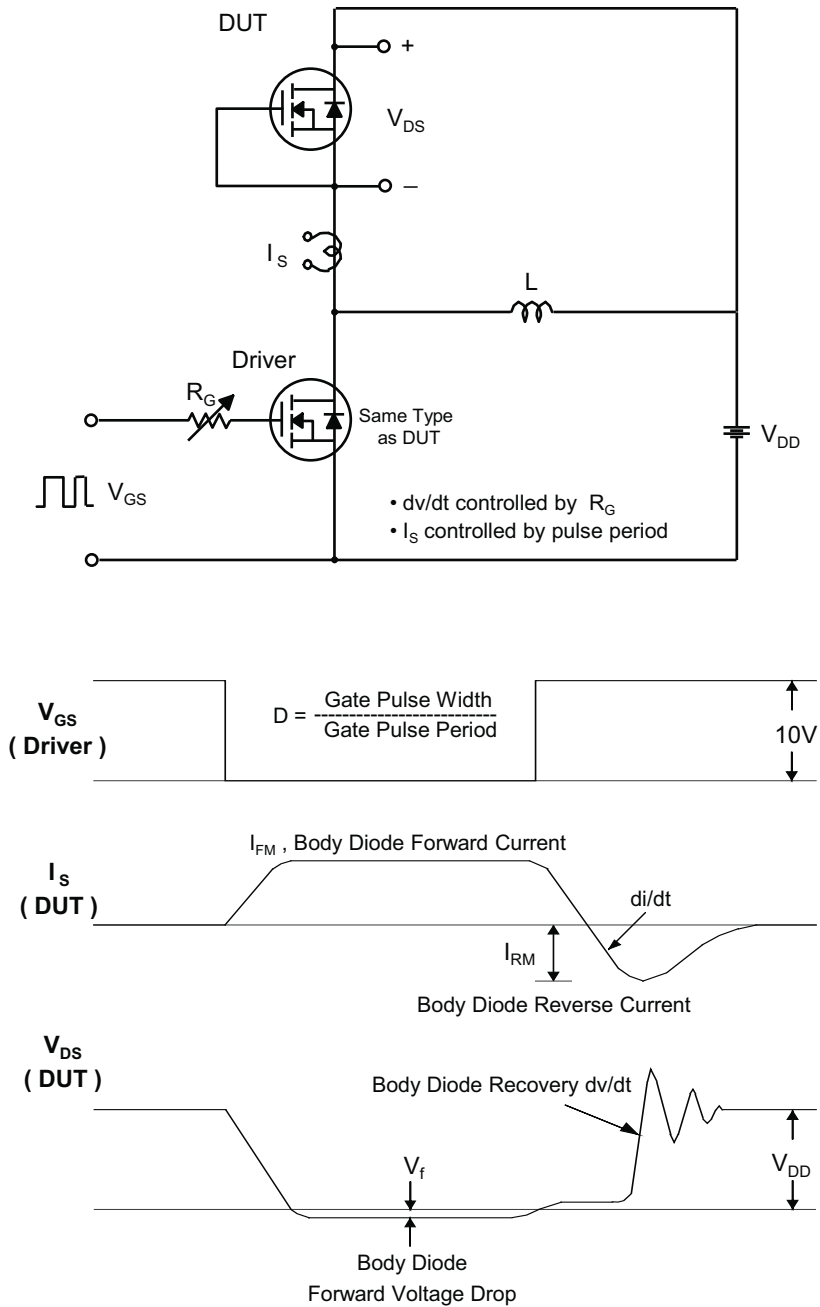 DUT
+
V_DS
–
I_S
L
Driver
R_G
Same Type
as DUT
V_DD
V_GS
• dv/dt controlled by R_G
• I_S controlled by pulse period
V_GS
( Driver )
D = Gate Pulse Width
--------------------------
Gate Pulse Period
10V
I_FM , Body Diode Forward Current
I_S
( DUT )
di/dt
I_RM
Body Diode Reverse Current
V_DS
( DUT )
Body Diode Recovery dv/dt
V_f
V_DD
Body Diode
Forward Voltage Drop